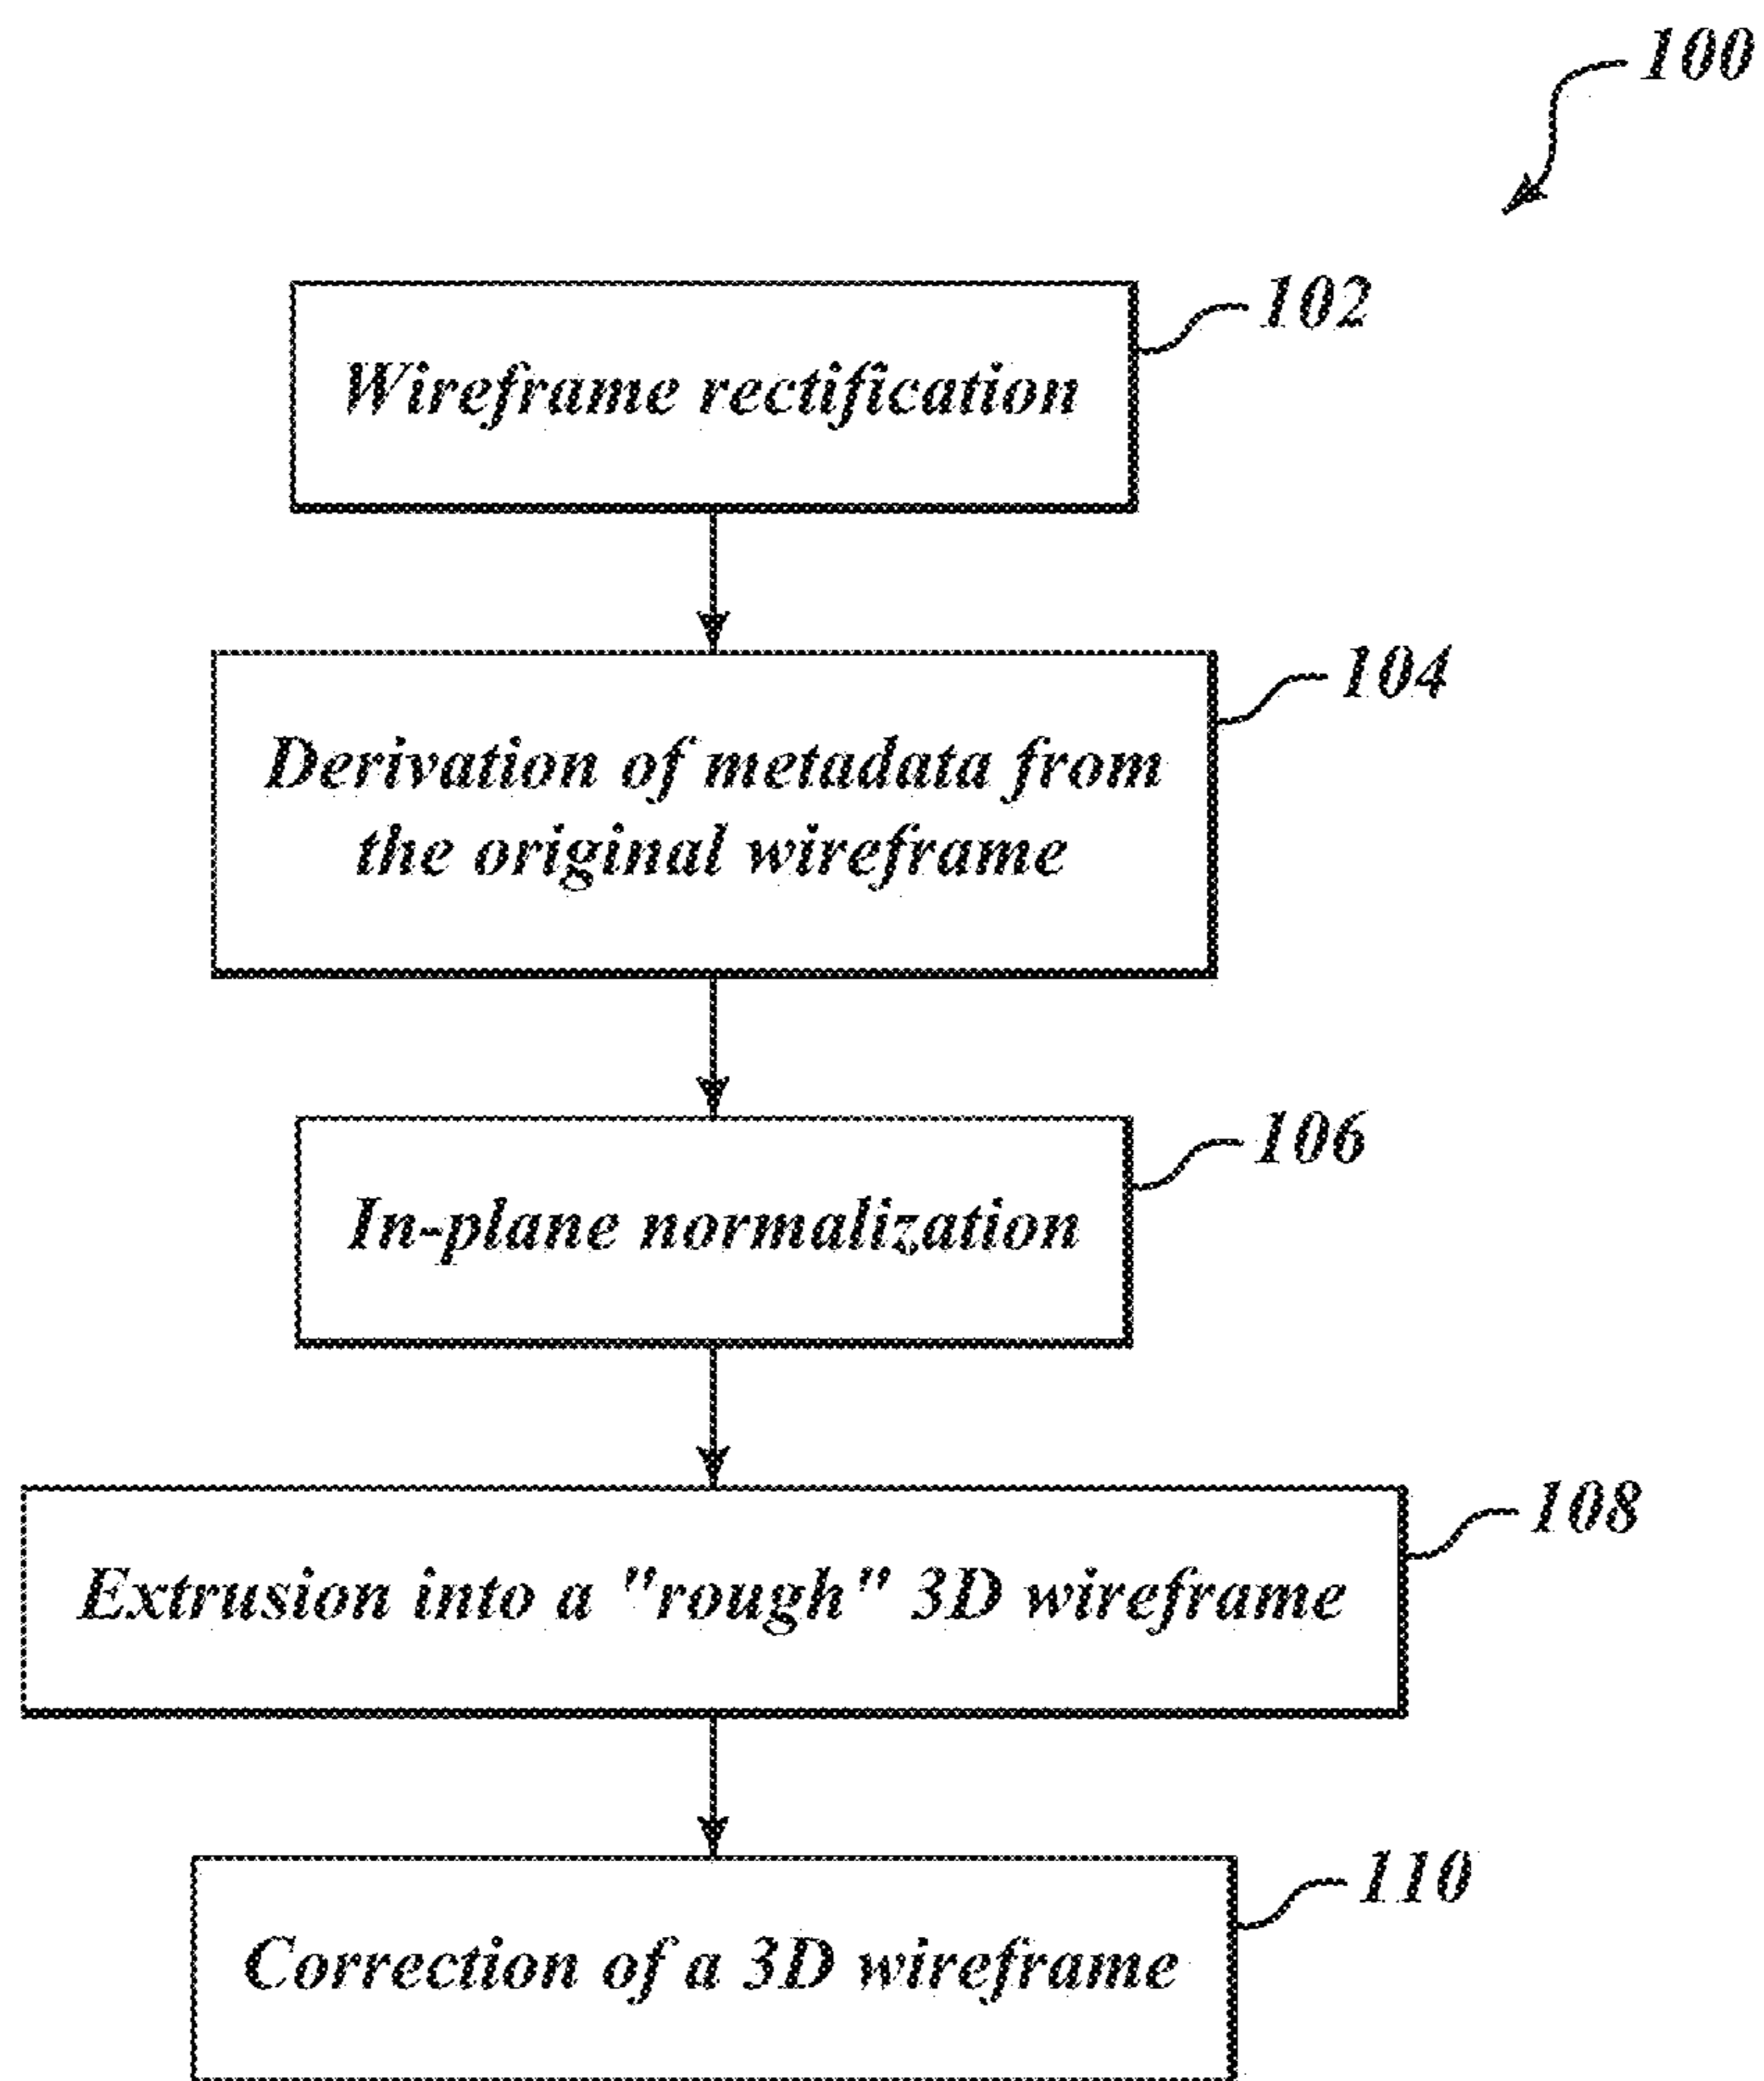 100
102
Wireframe rectification
104
Derivation of metadata from
the original wireframe
106
In-plane normalization
108
Extrusion into a "rough" 3D wireframe
110
Correction of a 3D wireframe